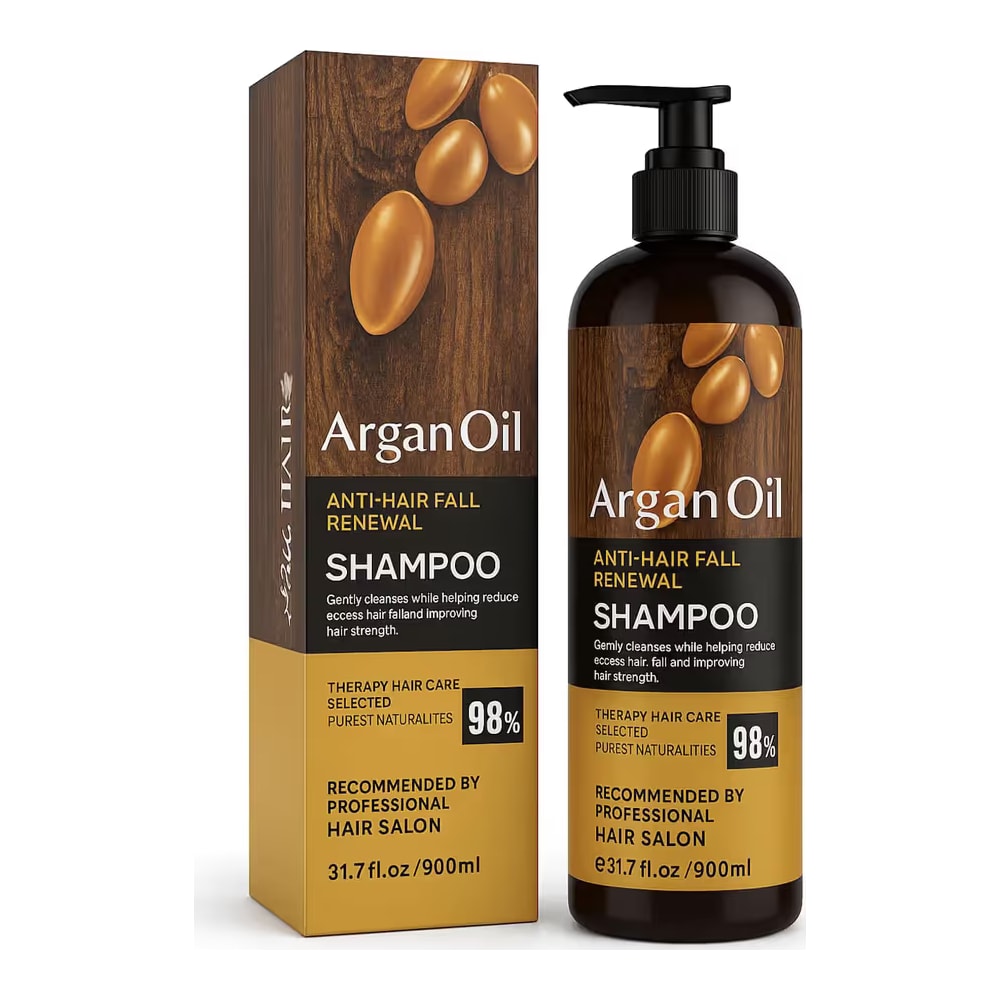 Argan Oil
ANTI-HAIR FALL
RENEWAL
SHAMPOO
Gently cleanses while helping reduce
eccess hair falland improving
hair strength.
THERAPY HAIR CARE
SELECTED
PUREST NATURALITES
98%
RECOMMENDED BY
PROFESSIONAL
HAIR SALON
31.7 fl.oz /900ml
HAIR
Argan Oil
ANTI-HAIR FALL
RENEWAL
SHAMPOO
Gemly cleanses while helping reduce
eccess hair. fall and improving
hair strength.
THERAPY HAIR CARE
SELECTED
PUREST NATURALITIES
98%
RECOMMENDED BY
PROFESSIONAL
HAIR SALON
e31.7 fl.oz /900ml